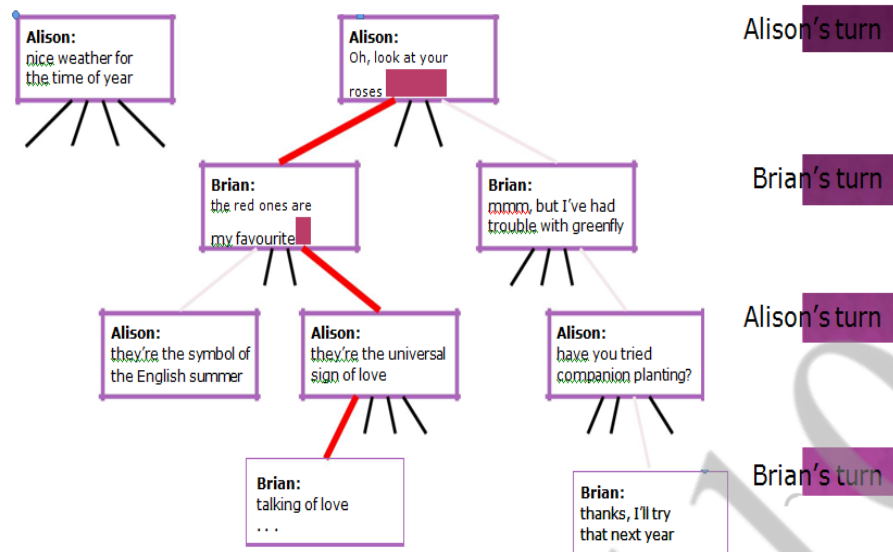 Alison:
nice weather for
the time of year
Alison:
Oh, look at your
roses
Alison's turn
Brian:
the red ones are
my favourite
Brian:
mmm, but I've had
trouble with greenfly
Brian's turn
Alison:
they're the symbol of
the English summer
Alison:
they're the universal
sign of love
Alison:
have you tried
companion planting?
Alison's turn
Brian:
talking of love
. . .
Brian:
thanks, I'll try
that next year
Brian's turn